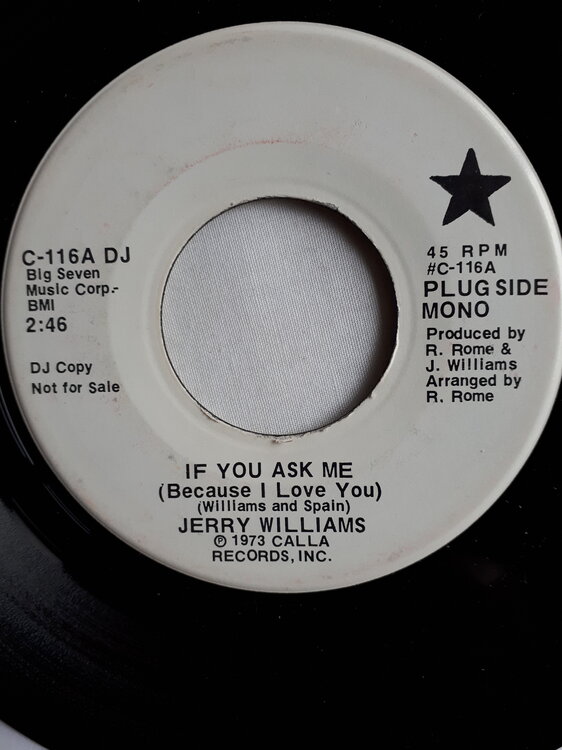 C-116A DJ
Big Seven
Music Corp.-
BMI
2:46
DJ Copy
Not for Sale
45 RPM
#C-116A
PLUG SIDE
MONO
Produced by
R. Rome &
J. Williams
Arranged by
R. Rome
IF YOU ASK ME
(Because I Love You)
(Williams and Spain)
JERRY WILLIAMS
℗ 1973 CALLA
RECORDS, INC.